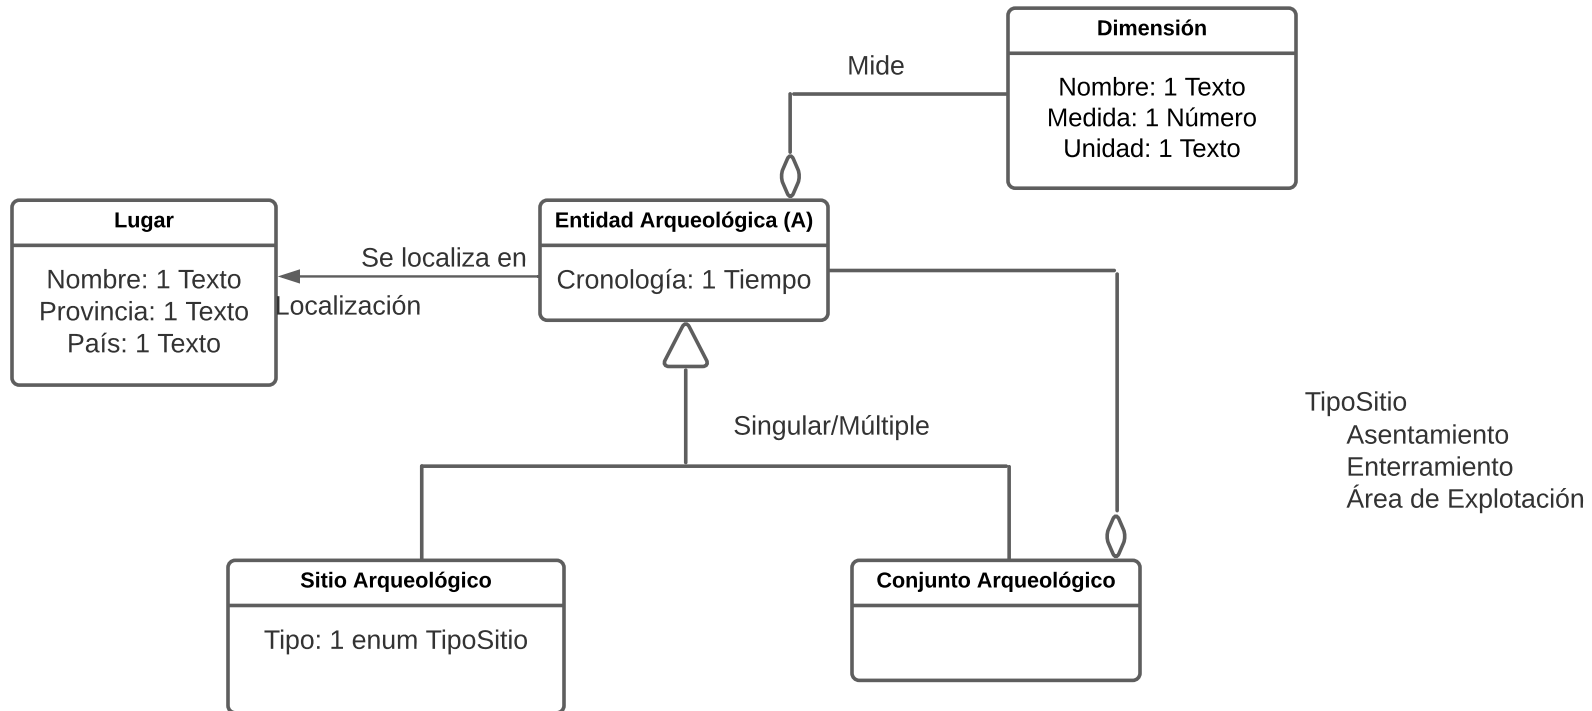 Dimensión
Nombre: 1 Texto
Medida: 1 Número
Unidad: 1 Texto
Mide
Lugar
Nombre: 1 Texto
Provincia: 1 Texto
País: 1 Texto
Se localiza en
Localización
Entidad Arqueológica (A)
Cronología: 1 Tiempo
Singular/Múltiple
TipoSitio
Asentamiento
Enterramiento
Área de Explotación
Sitio Arqueológico
Tipo: 1 enum TipoSitio
Conjunto Arqueológico